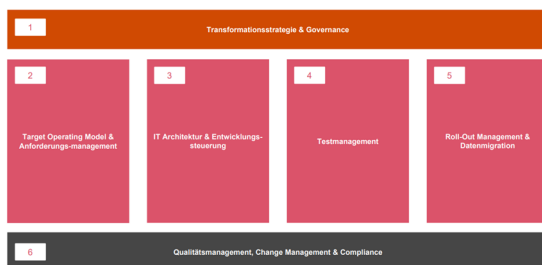 1
Transformationsstrategie & Governance
2
Target Operating Model &
Anforderungs-management
3
IT Architektur & Entwicklungs-
steuerung
4
Testmanagement
5
Roll-Out Management &
Datenmigration
6
Qualitätsmanagement, Change Management & Compliance